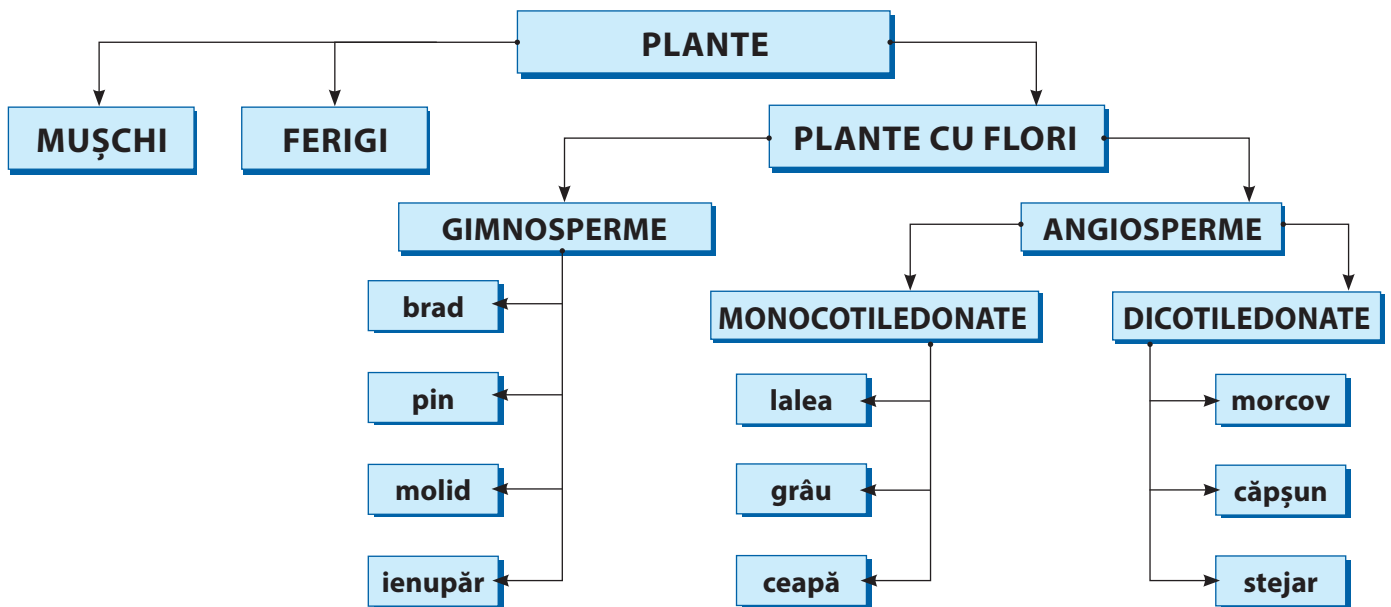 PLANTE
MUȘCHI
FERIGI
PLANTE CU FLORI
GIMNOSPERME
ANGIOSPERME
brad
pin
molid
ienupăr
MONOCOTILEDONATE
lalea
grâu
ceapă
DICOTILEDONATE
morcov
căpșun
stejar